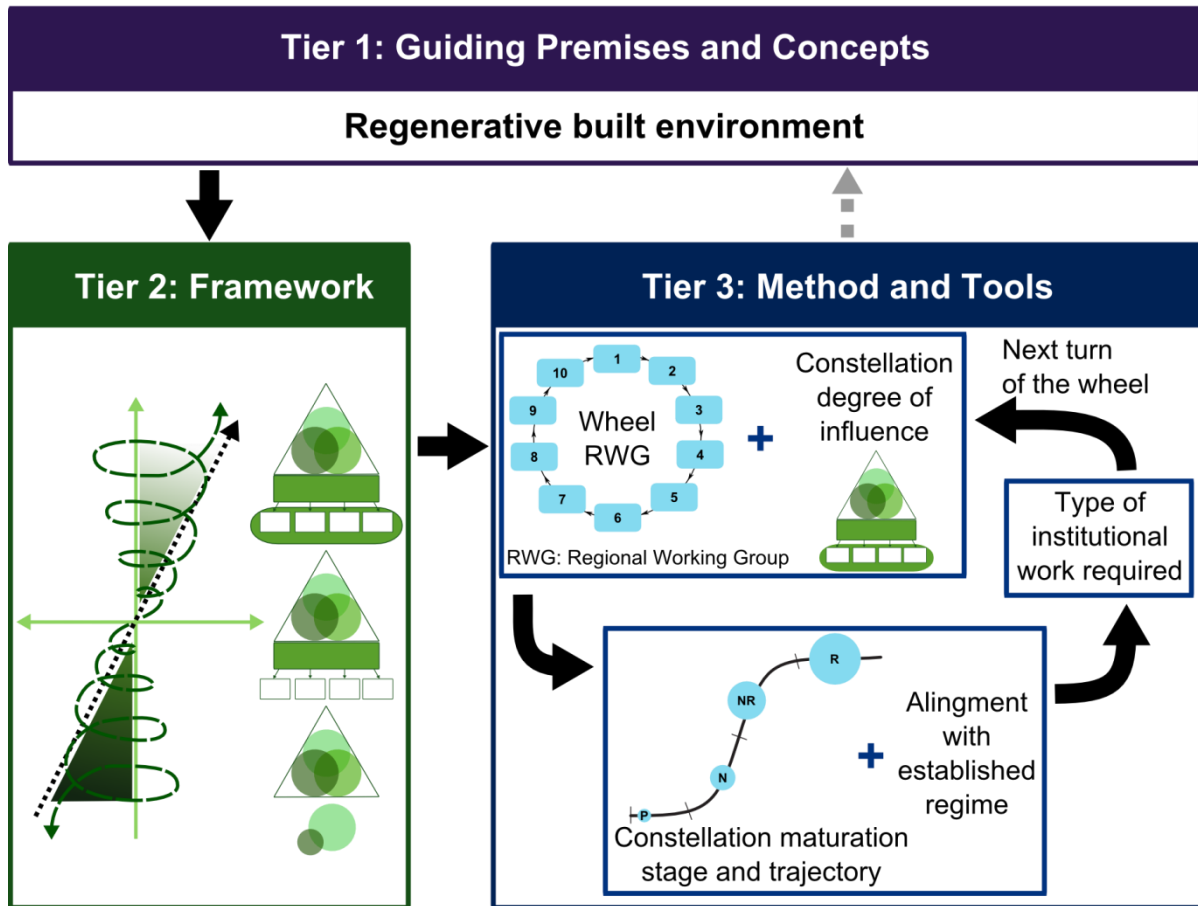 Tier 1: Guiding Premises and Concepts
Regenerative built environment
Tier 2: Framework
Tier 3: Method and Tools
1
2
3
4
5
6
7
8
9
10
Wheel
RWG
+
Constellation
degree of
influence
RWG: Regional Working Group
Next turn
of the wheel
Type of
institutional
work required
P
N
NR
R
+
Alingment
with
established
regime
Constellation maturation
stage and trajectory